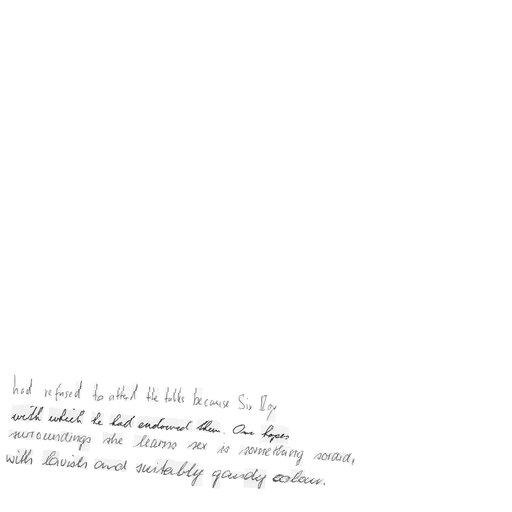 had refused to attend the talks because Sir Roy
with which he had endowed them. One hopes
surroundings she learns sex is something sordid,
with lavish and suitably gaudy colour.